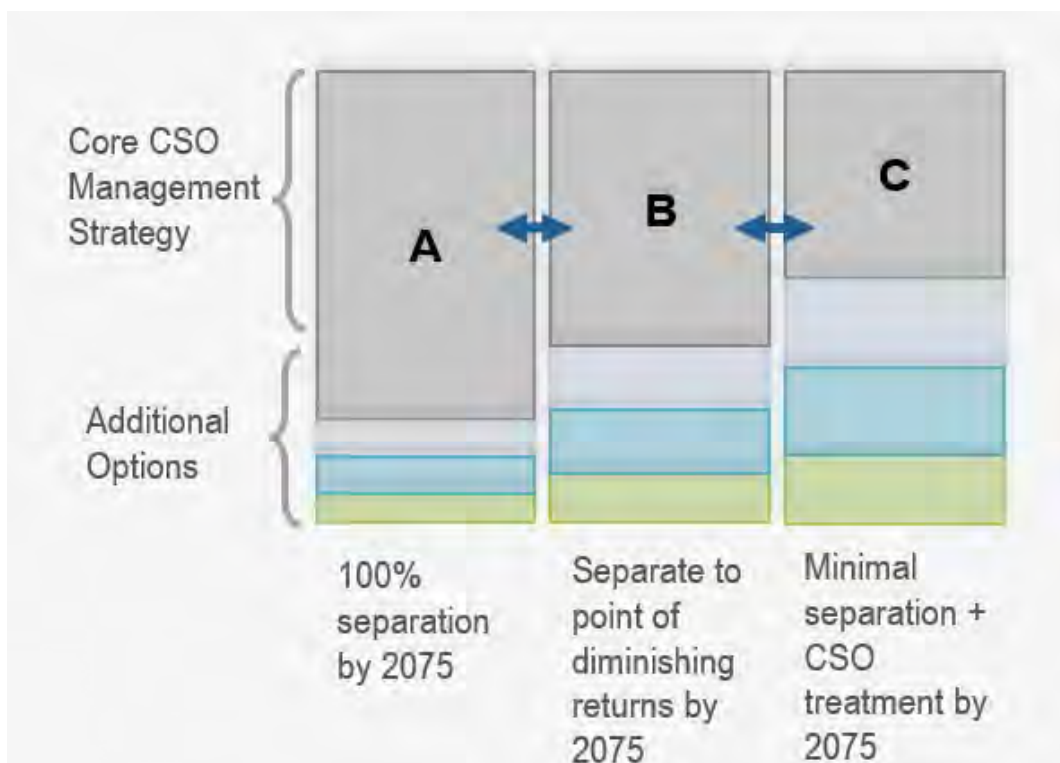 Core CSO
Management
Strategy
A
B
C
Additional
Options
100%
separation
by 2075
Separate to
point of
diminishing
returns by
2075
Minimal
separation +
CSO
treatment by
2075